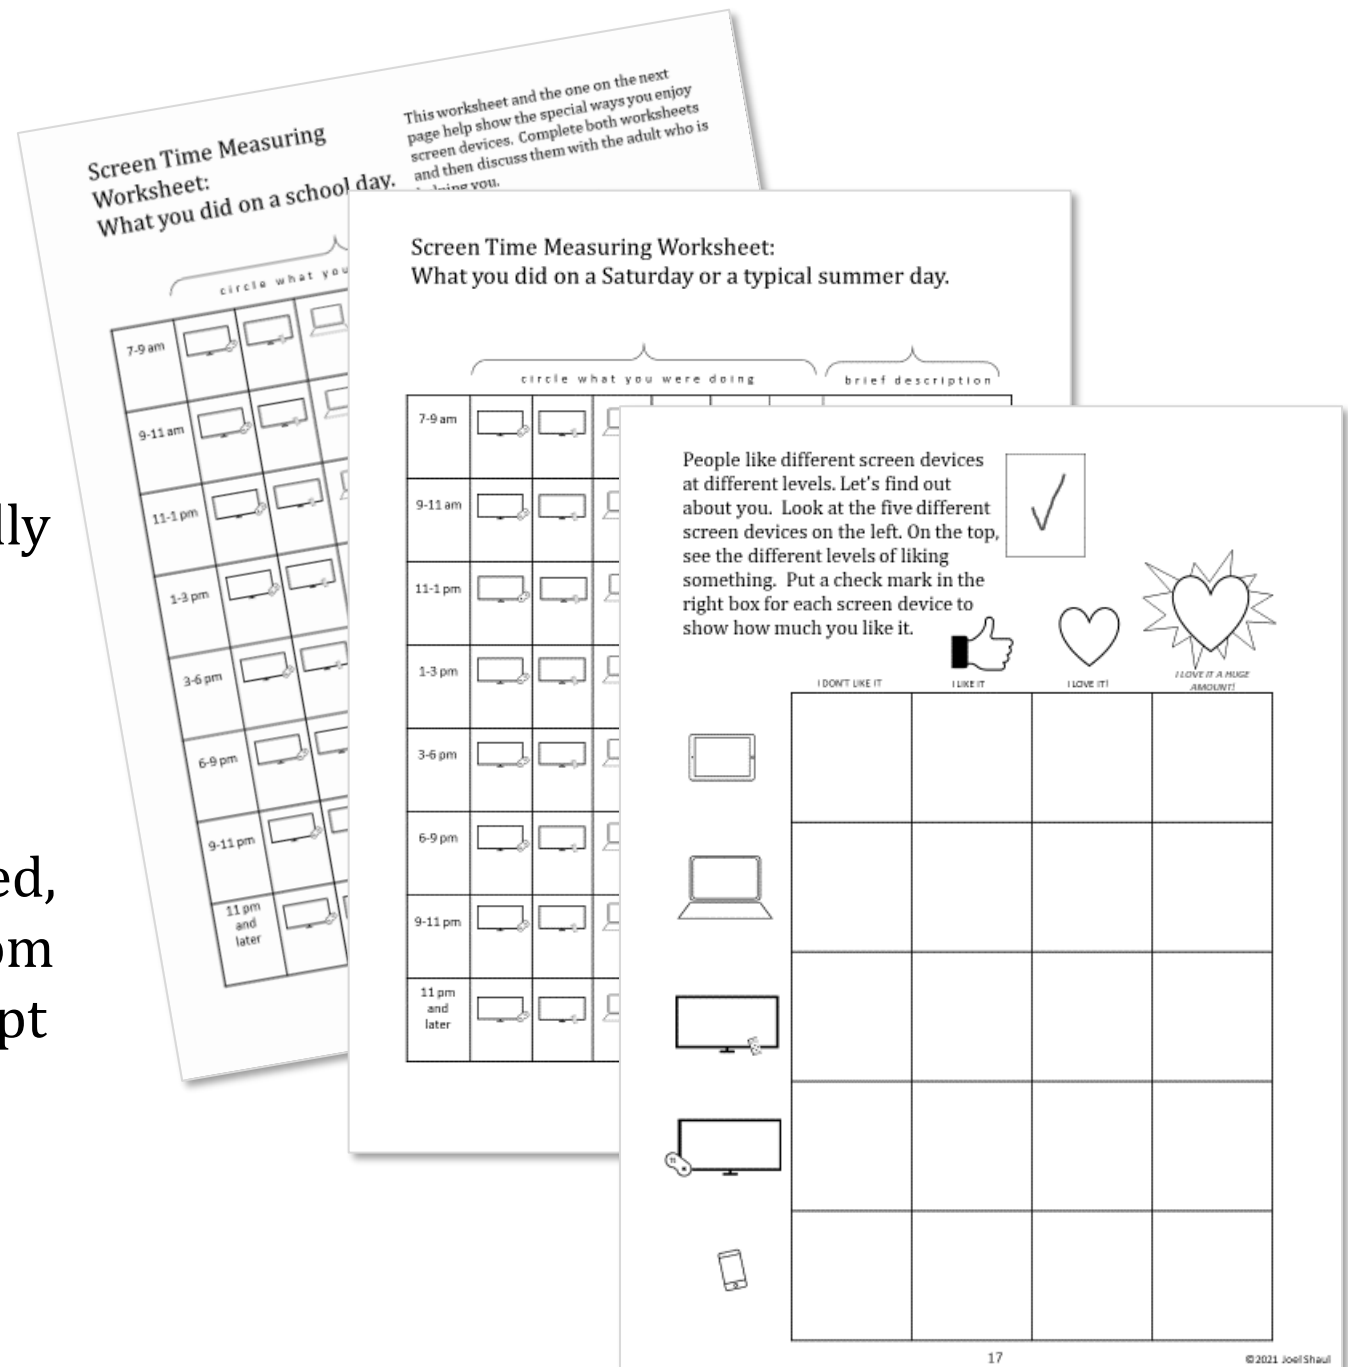 Screen Time Measuring
Worksheet:
What you did on a school day.
This worksheet and the one on the next
page help show the special ways you enjoy
screen devices. Complete both worksheets
and then discuss them with the adult who is
you.
circle what you
7-9 am
9-11 am
11-1 pm
1-3 pm
3-6 pm
6-9 pm
9-11 pm
11 pm
and
later
lly
ed,
om
pt
Screen Time Measuring Worksheet:
What you did on a Saturday or a typical summer day.
circle what you were doing
brief description
7-9 am
9-11 am
11-1 pm
1-3 pm
3-6 pm
6-9 pm
9-11 pm
11 pm
and
later
People like different screen devices
at different levels. Let's find out
about you. Look at the five different
screen devices on the left. On the top,
see the different levels of liking
something. Put a check mark in the
right box for each screen device to
show how much you like it.
I DON'T LIKE IT
I LIKE IT
I LOVE IT!
I LOVE IT A HUGE
AMOUNT!
17
©2021 Joel Shaul